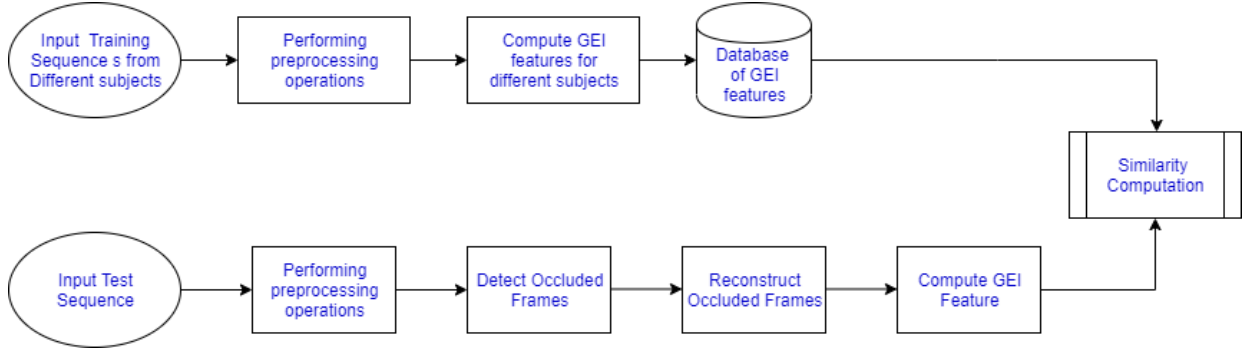 Input Training
Sequence s from
Different subjects
Performing
preprocessing
operations
Compute GEI
features for
different subjects
Database
of GEI
features
Similarity
Computation
Input Test
Sequence
Performing
preprocessing
operations
Detect Occluded
Frames
Reconstruct
Occluded Frames
Compute GEI
Feature